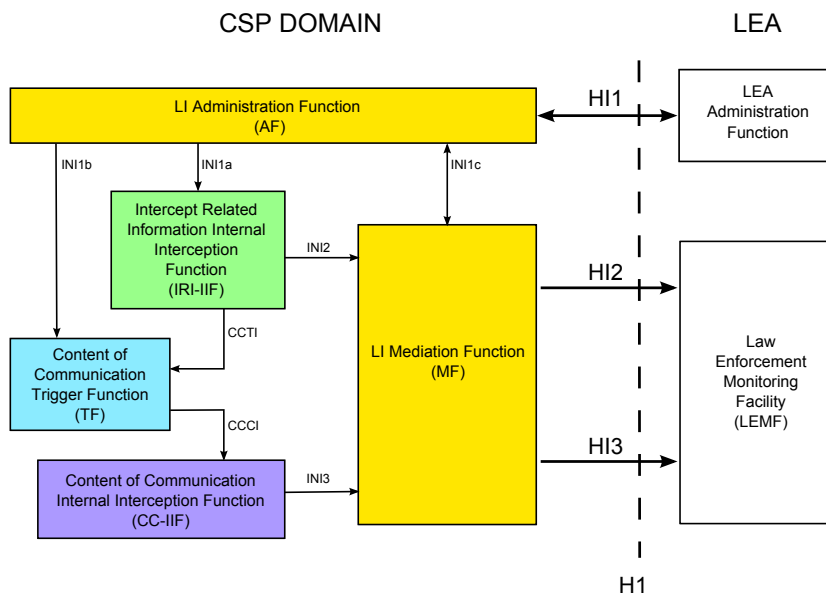 CSP DOMAIN
LEA
LI Administration Function
(AF)
HI1
LEA
Administration
Function
INI1b
INI1a
INI1c
Intercept Related
Information Internal
Interception
Function
(IRI-IIF)
INI2
HI2
CCTI
Content of
Communication
Trigger Function
(TF)
LI Mediation Function
(MF)
Law
Enforcement
Monitoring
Facility
(LEMF)
CCCI
HI3
Content of Communication
Internal Interception Function
(CC-IIF)
INI3
H1